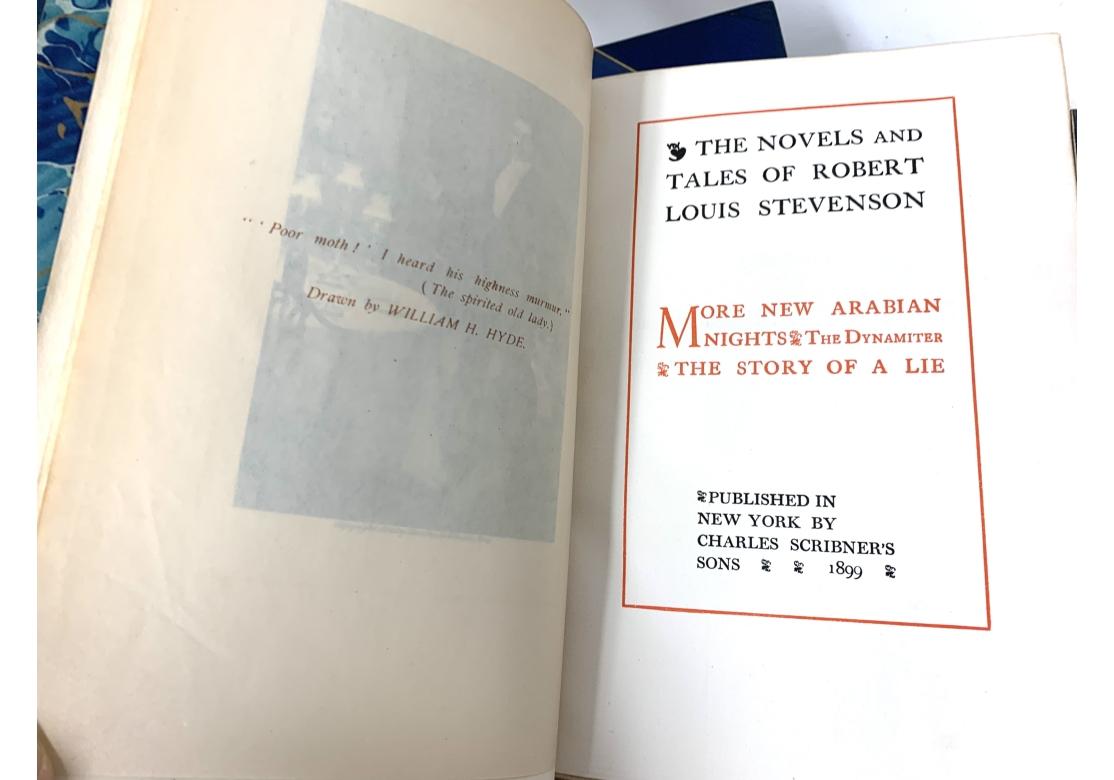 “‘Poor moth!’ I heard his highness murmur.”
(The spirited old lady.)
Drawn by WILLIAM H. HYDE.
THE NOVELS AND
TALES OF ROBERT
LOUIS STEVENSON
MORE NEW ARABIAN
NIGHTS THE DYNAMITER
THE STORY OF A LIE
PUBLISHED IN
NEW YORK BY
CHARLES SCRIBNER'S
SONS 1899